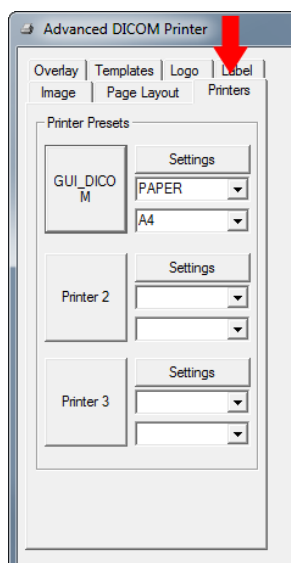 Advanced DICOM Printer
Overlay Templates Logo Label
Image Page Layout Printers
Printer Presets
GUI_DICO
M
Settings
PAPER
A4
Printer 2
Settings
Printer 3
Settings